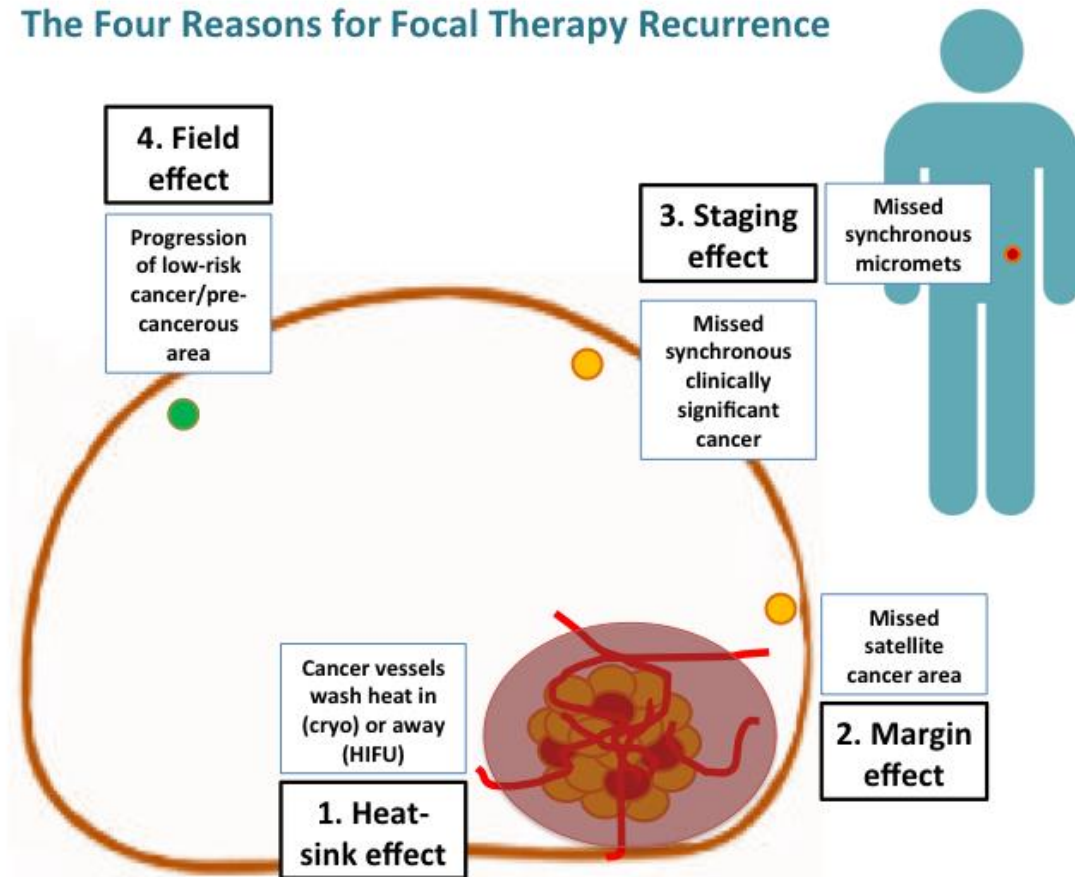 The Four Reasons for Focal Therapy Recurrence
4. Field
effect
Progression
of low-risk
cancer/pre-
cancerous
area
3. Staging
effect
Missed
synchronous
micromets
Missed
synchronous
clinically
significant
cancer
Cancer vessels
wash heat in
(cryo) or away
(HIFU)
1. Heat-
sink effect
Missed
satellite
cancer area
2. Margin
effect